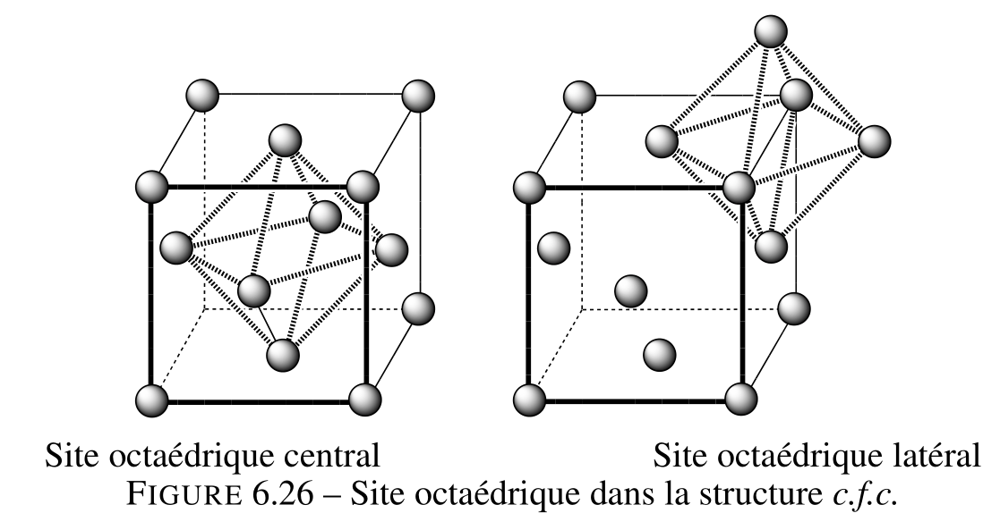 Site octaédrique central
Site octaédrique latéral
FIGURE 6.26 – Site octaédrique dans la structure c.f.c.